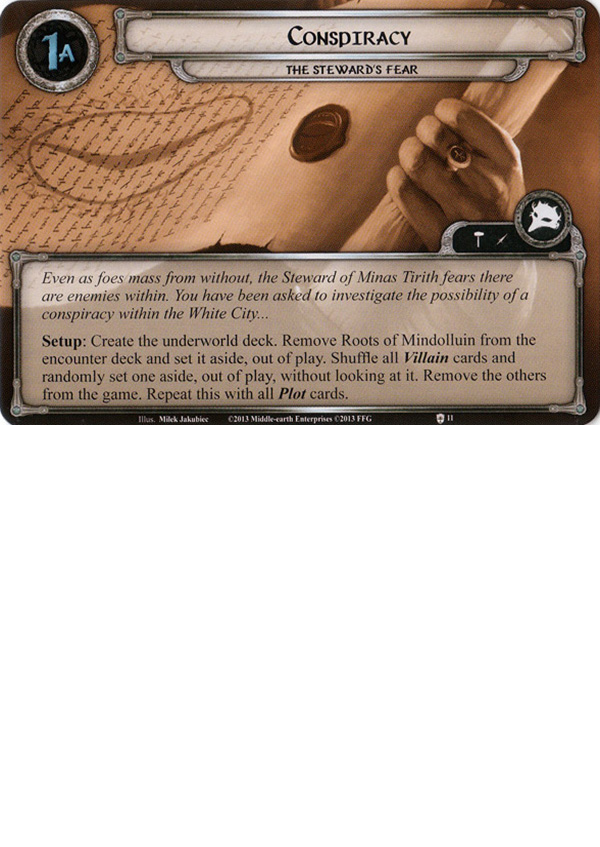 1A
CONSPIRACY
THE STEWARD'S FEAR
Even as foes mass from without, the Steward of Minas Tirith fears there
are enemies within. You have been asked to investigate the possibility of a
conspiracy within the White City...
Setup: Create the underworld deck. Remove Roots of Mindolluin from the
encounter deck and set it aside, out of play. Shuffle all Villain cards and
randomly set one aside, out of play, without looking at it. Remove the others
from the game. Repeat this with all Plot cards.
Illus. Milek Jakubiec ©2013 Middle-earth Enterprises ©2013 FFG 11